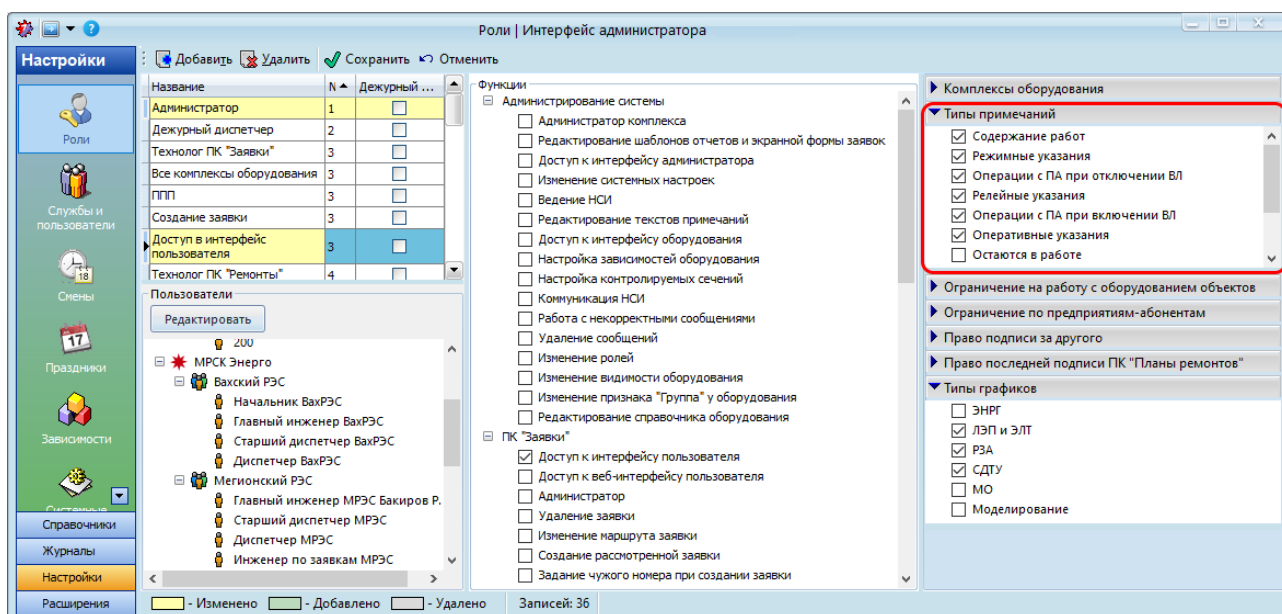 Роли | Интерфейс администратора
Настройки
Добавить Удалить Сохранить Отменить
Роли
Службы и
пользователи
18
Смены
17
Праздники
Зависимости
Системные
Справочники
Журналы
Настройки
Расширения
Название N Дежурный ...
Администратор 1
Дежурный диспетчер 2
Технолог ПК "Заявки" 3
Все комплексы оборудования 3
ППП 3
Создание заявки 3
Доступ в интерфейс
пользователя 3
Технолог ПК "Ремонты" 4
Пользователи
Редактировать
200
МРСК Энерго
Вахский РЭС
Начальник ВахРЭС
Главный инженер ВахРЭС
Старший диспетчер ВахРЭС
Диспетчер ВахРЭС
Мегионский РЭС
Главный инженер МРЭС Бакиров Р.
Старший диспетчер МРЭС
Диспетчер МРЭС
Инженер по заявкам МРЭС
Функции
Администрирование системы
Администратор комплекса
Редактирование шаблонов отчетов и экранной формы заявок
Доступ к интерфейсу администратора
Изменение системных настроек
Ведение НСИ
Редактирование текстов примечаний
Доступ к интерфейсу оборудования
Настройка зависимостей оборудования
Настройка контролируемых сечений
Коммуникация НСИ
Работа с некорректными сообщениями
Удаление сообщений
Изменение ролей
Изменение видимости оборудования
Изменение признака "Группа" у оборудования
Редактирование справочника оборудования
ПК "Заявки"
Доступ к интерфейсу пользователя
Доступ к веб-интерфейсу пользователя
Администратор
Удаление заявки
Изменение маршрута заявки
Создание рассмотренной заявки
Задание чужого номера при создании заявки
Комплексы оборудования
Типы примечаний
Содержание работ
Режимные указания
Операции с ПА при отключении ВЛ
Релейные указания
Операции с ПА при включении ВЛ
Оперативные указания
Остаются в работе
Ограничение на работу с оборудованием объектов
Ограничение по предприятиям-абонентам
Право подписи за другого
Право последней подписи ПК "Планы ремонтов"
Типы графиков
ЭНРГ
ЛЭП и ЭЛТ
РЗА
СДТУ
МО
Моделирование
- Изменено - Добавлено - Удалено Записей: 36